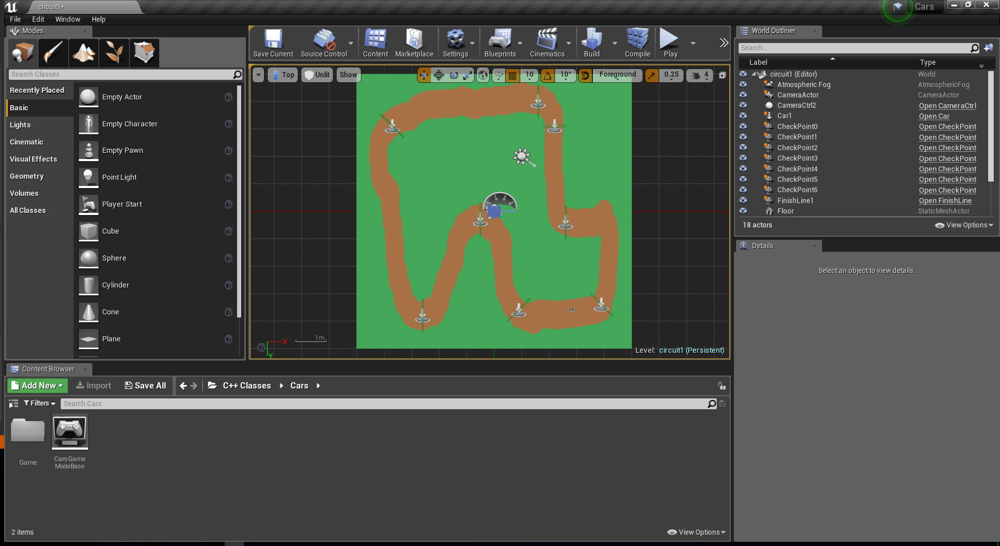 circuit1•
Cars
File Edit Window Help
Modes
Search Classes
Recently Placed
Basic
Lights
Cinematic
Visual Effects
Geometry
Volumes
All Classes
Empty Actor
Empty Character
Empty Pawn
Point Light
Player Start
Cube
Sphere
Cylinder
Cone
Plane
Save Current
Source Control
Content
Marketplace
Settings
Blueprints
Cinematics
Build
Compile
Play
Top
Unlit
Show
10
10°
Foreground
0.25
4
X
Y
1m
Level: circuit1 (Persistent)
World Outliner
Search...
Label Type
circuit1 (Editor) World
Atmospheric Fog AtmosphericFog
CameraActor CameraActor
CameraCtrl2 Open CameraCtrl
Car1 Open Car
CheckPoint0 Open CheckPoint
CheckPoint1 Open CheckPoint
CheckPoint2 Open CheckPoint
CheckPoint3 Open CheckPoint
CheckPoint4 Open CheckPoint
CheckPoint5 Open CheckPoint
CheckPoint6 Open CheckPoint
FinishLine1 Open FinishLine
Floor StaticMeshActor
18 actors
View Options
Details
Select an object to view details.
Content Browser
Add New
Import
Save All
C++ Classes
Cars
Filters
Search Cars
Game
CarsGame
ModeBase
2 items
View Options